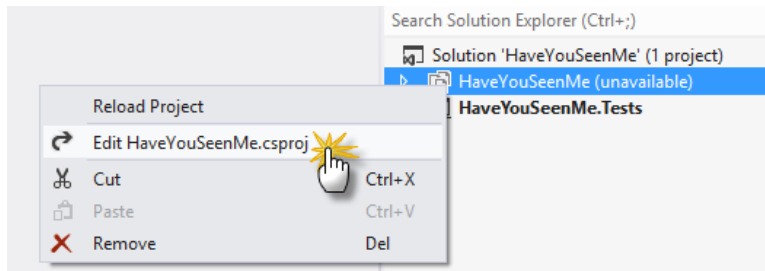 Search Solution Explorer (Ctrl+;)
Solution 'HaveYouSeenMe' (1 project)
HaveYouSeenMe (unavailable)
HaveYouSeenMe.Tests
Reload Project
Edit HaveYouSeenMe.csproj
Cut Ctrl+X
Paste Ctrl+V
Remove Del